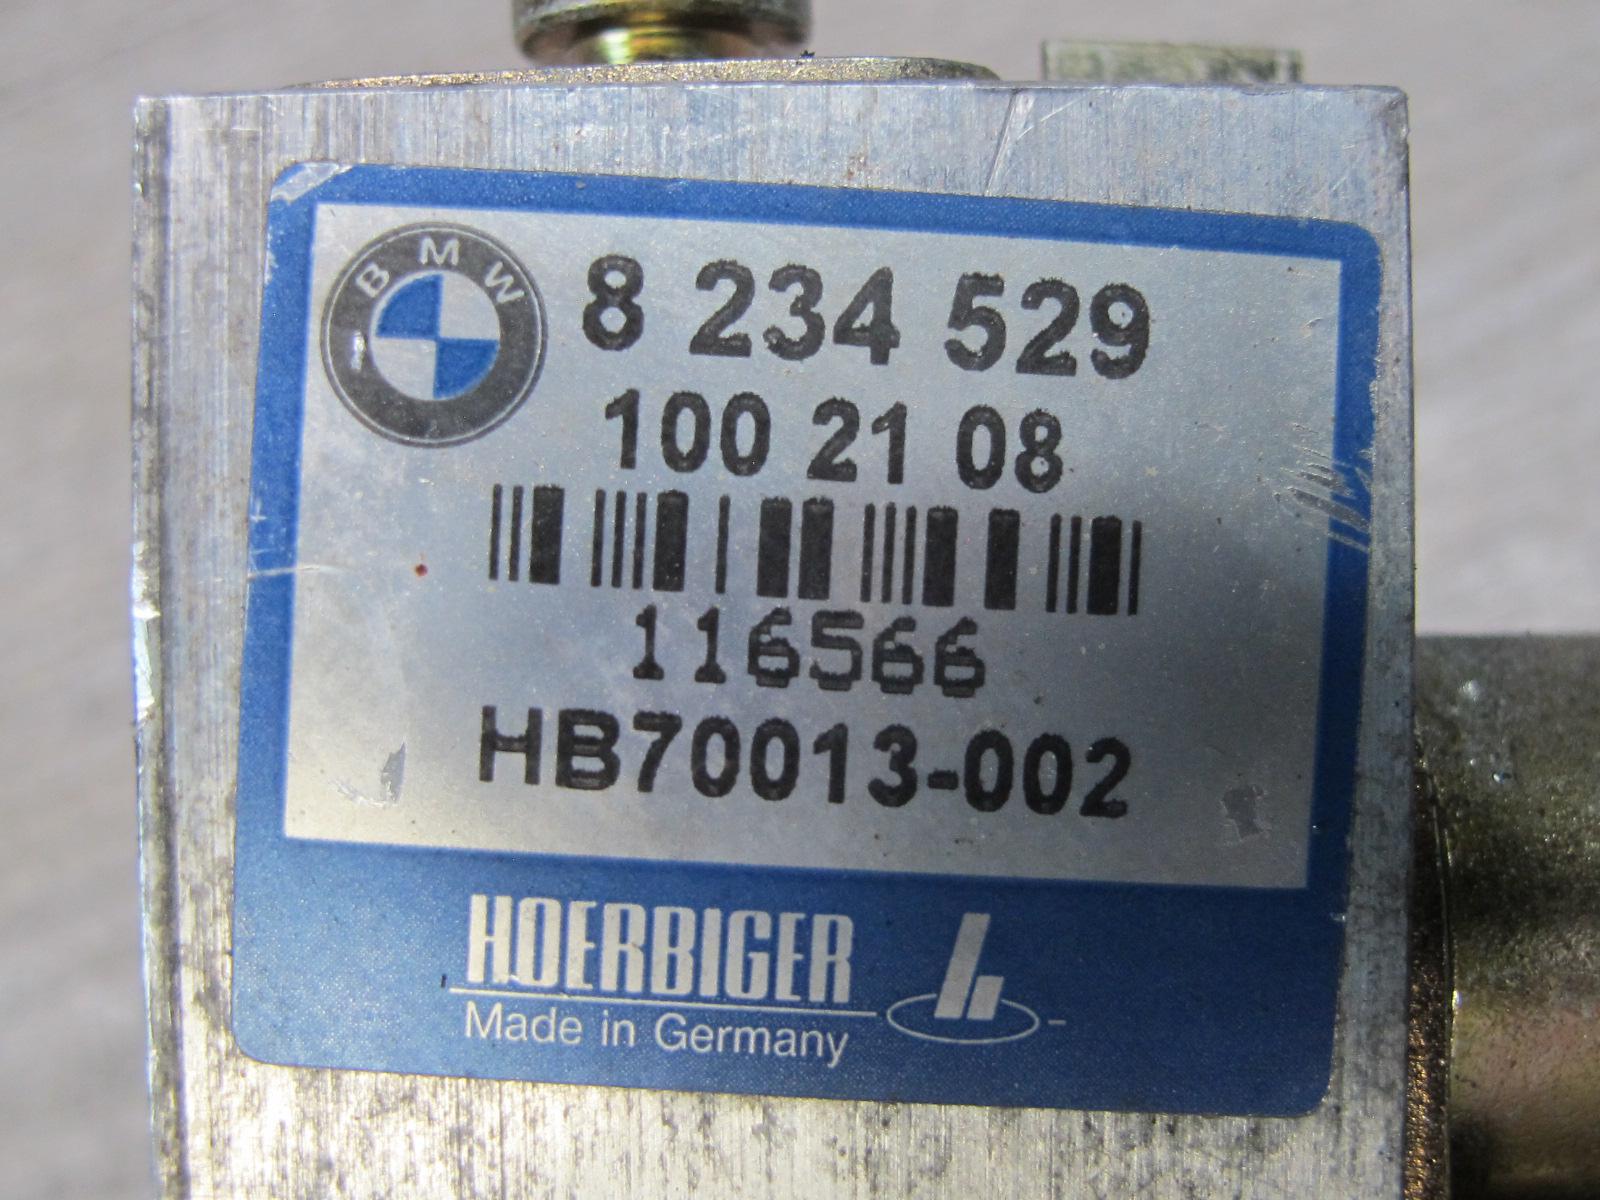 BMW
8 234 529
100 21 08
116566
HB70013-002
HOERBIGER
Made in Germany